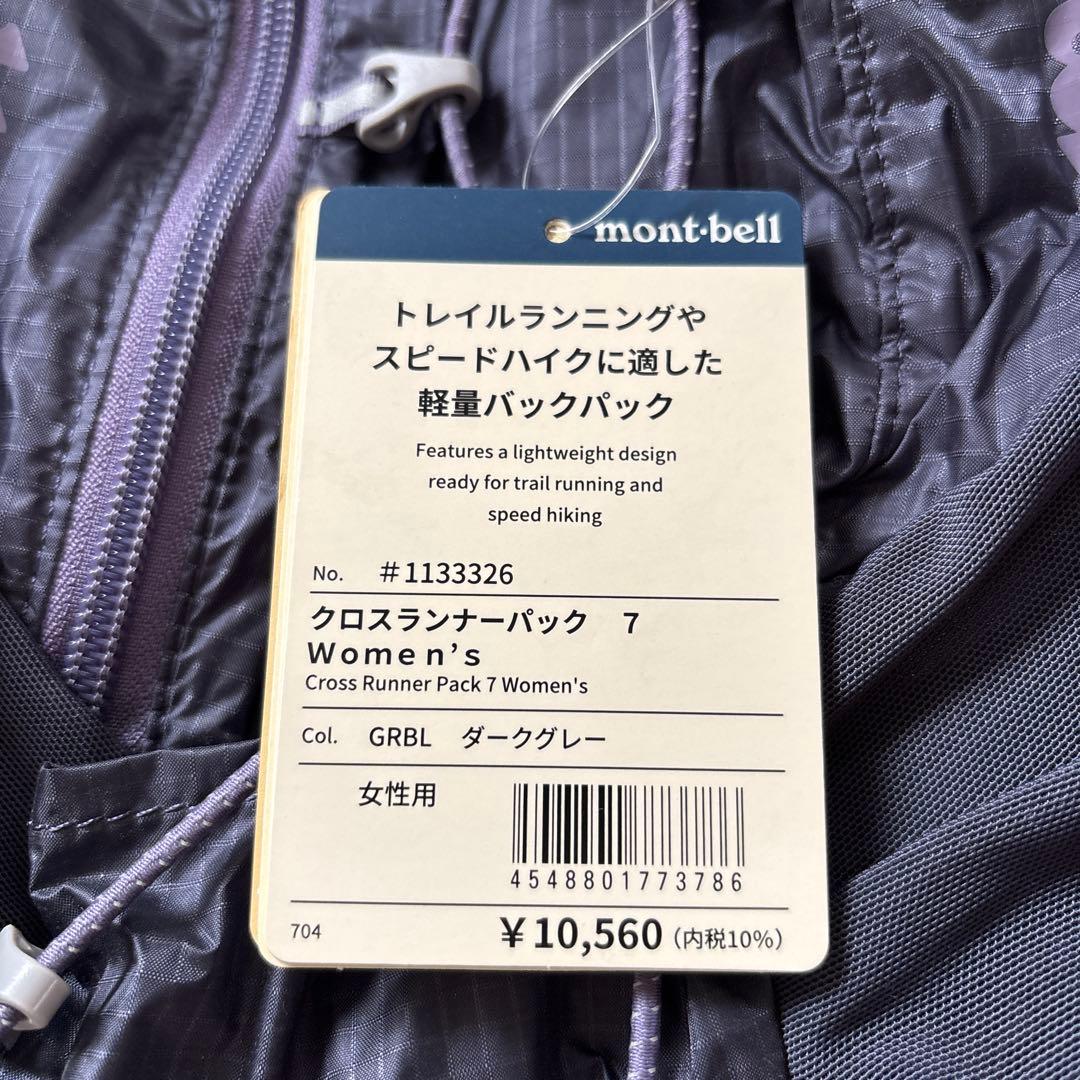 mont·bell
トレイルランニングや
スピードハイクに適した
軽量バックパック
Features a lightweight design
ready for trail running and
speed hiking
No. #1133326
クロスランナーパック 7
Women's
Cross Runner Pack 7 Women's
Col. GRBL ダークグレー
女性用
4548801773786
704 ¥10,560 (内税10%)